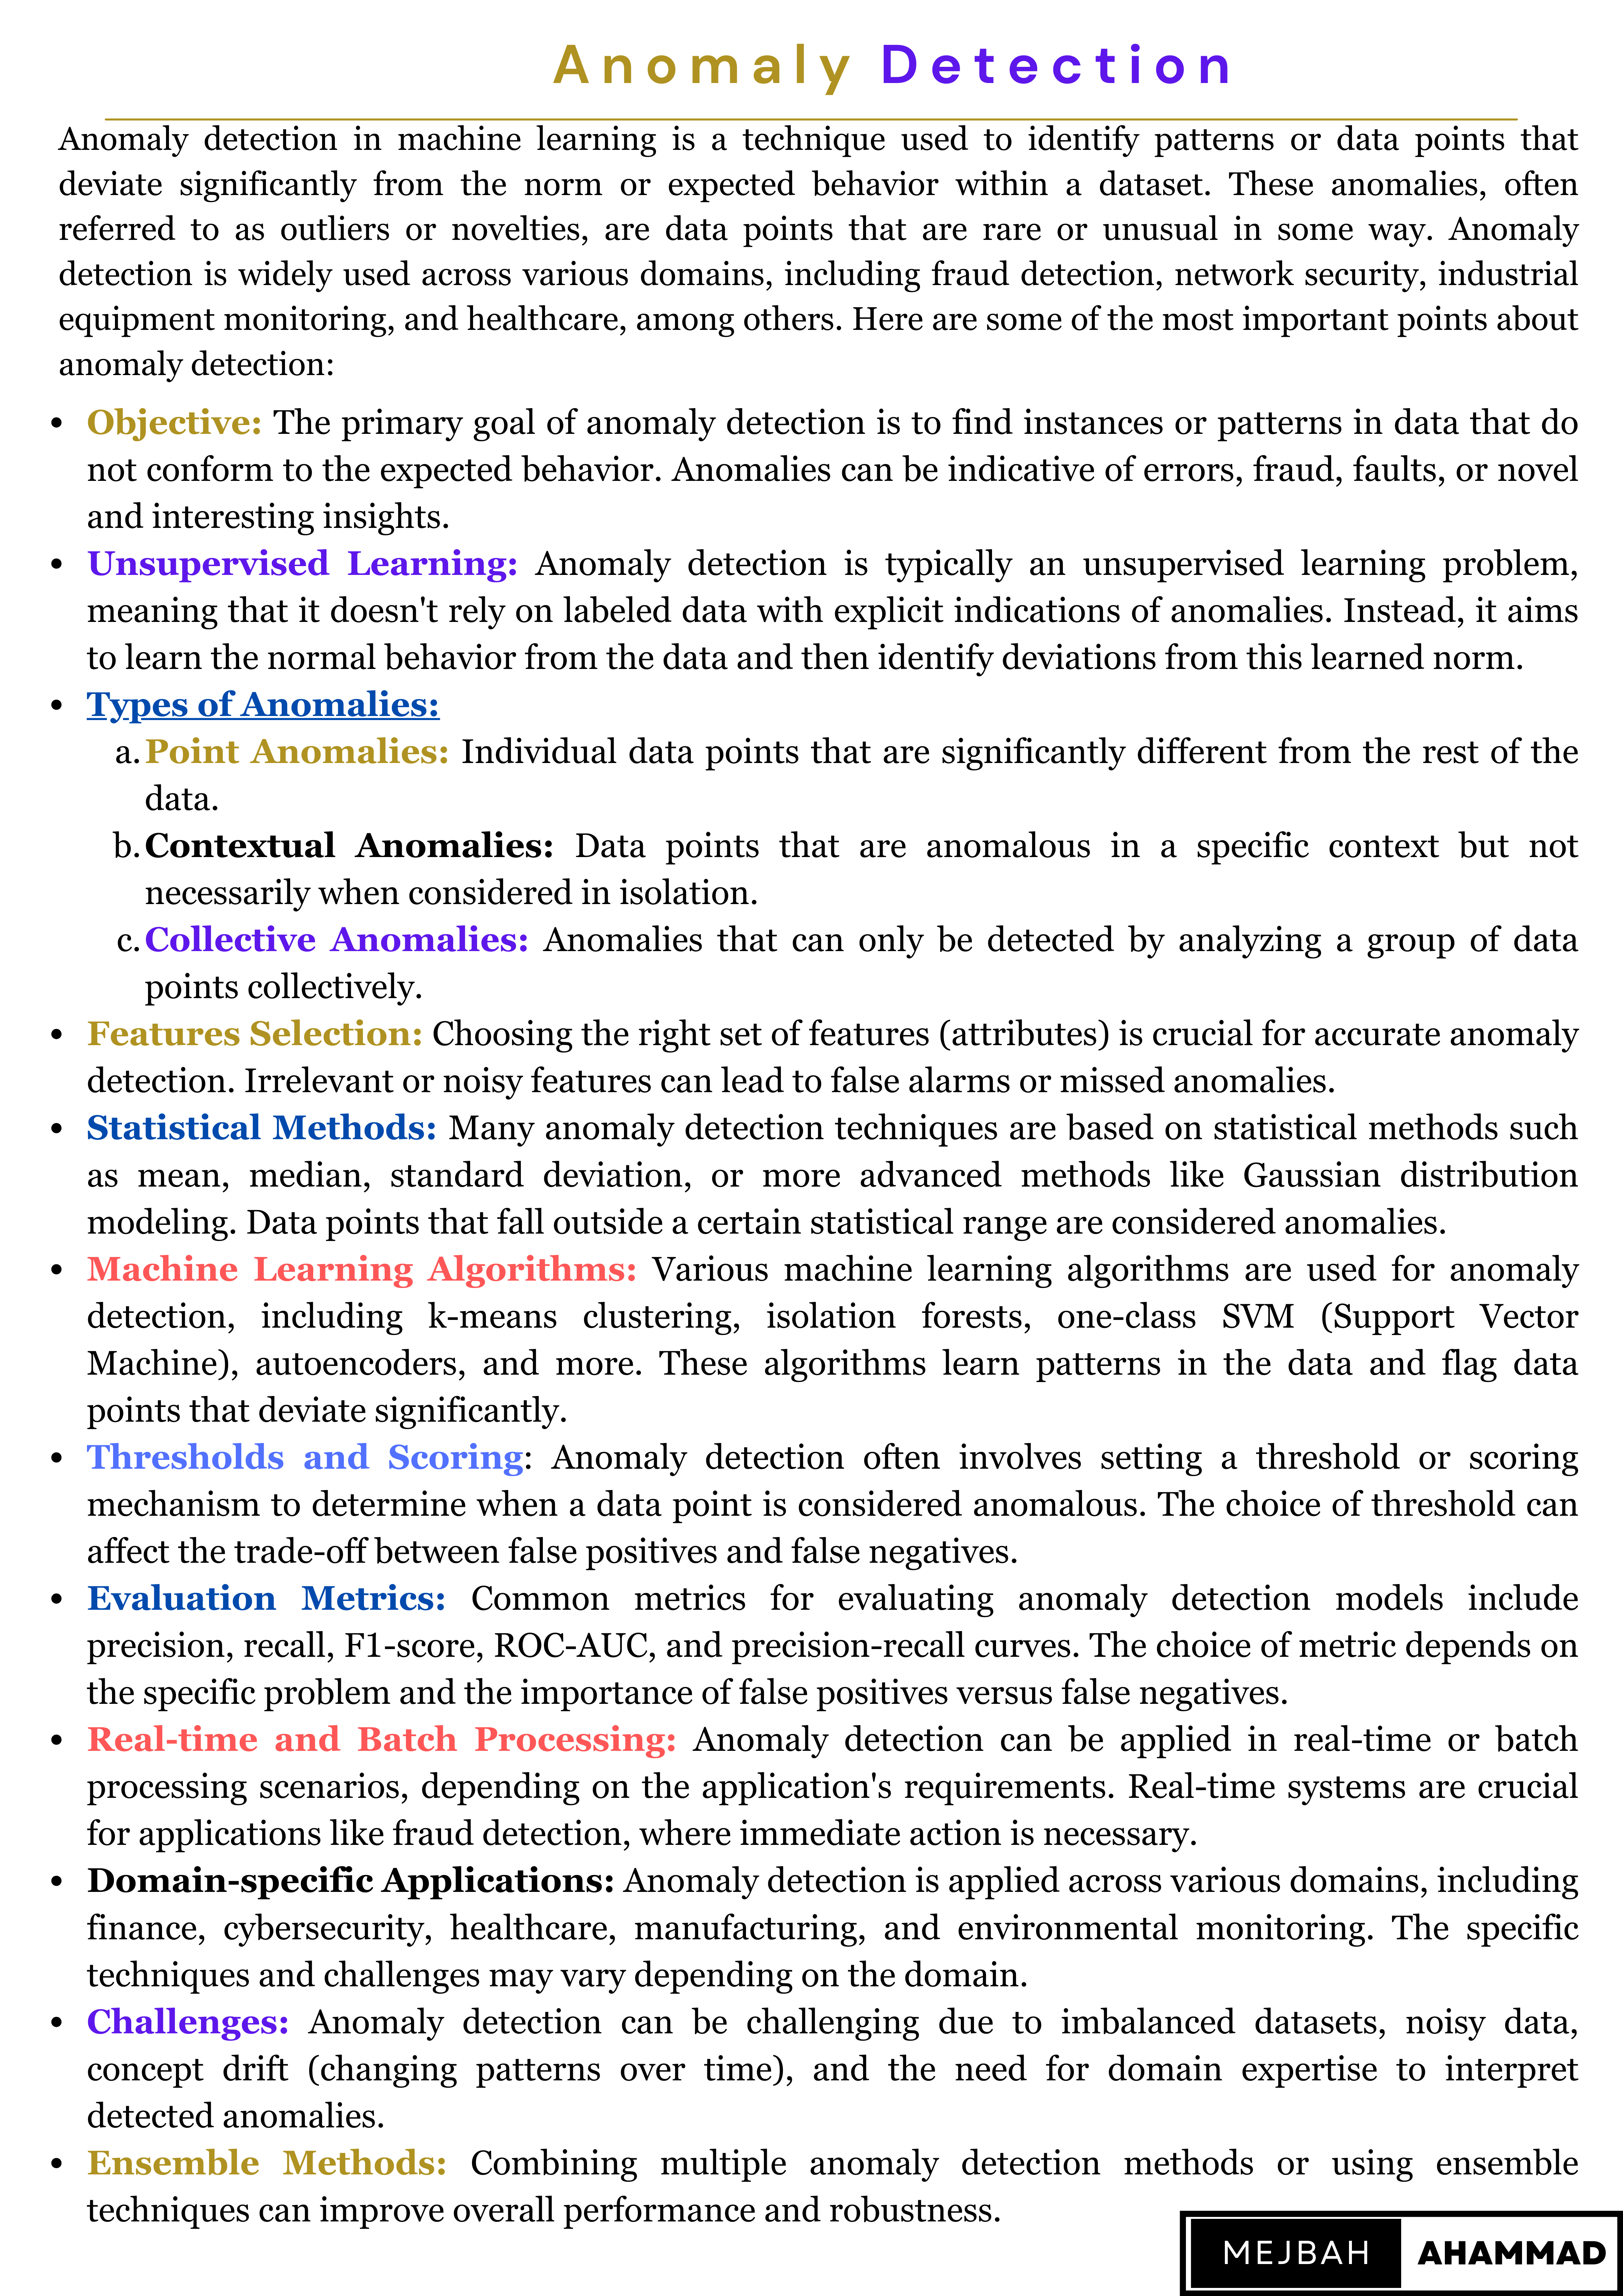 Anomaly Detection
Anomaly detection in machine learning is a technique used to identify patterns or data points that
deviate significantly from the norm or expected behavior within a dataset. These anomalies, often
referred to as outliers or novelties, are data points that are rare or unusual in some way. Anomaly
detection is widely used across various domains, including fraud detection, network security, industrial
equipment monitoring, and healthcare, among others. Here are some of the most important points about
anomaly detection:
• Objective: The primary goal of anomaly detection is to find instances or patterns in data that do
not conform to the expected behavior. Anomalies can be indicative of errors, fraud, faults, or novel
and interesting insights.
• Unsupervised Learning: Anomaly detection is typically an unsupervised learning problem,
meaning that it doesn't rely on labeled data with explicit indications of anomalies. Instead, it aims
to learn the normal behavior from the data and then identify deviations from this learned norm.
• Types of Anomalies:
a. Point Anomalies: Individual data points that are significantly different from the rest of the
data.
b. Contextual Anomalies: Data points that are anomalous in a specific context but not
necessarily when considered in isolation.
c. Collective Anomalies: Anomalies that can only be detected by analyzing a group of data
points collectively.
• Features Selection: Choosing the right set of features (attributes) is crucial for accurate anomaly
detection. Irrelevant or noisy features can lead to false alarms or missed anomalies.
• Statistical Methods: Many anomaly detection techniques are based on statistical methods such
as mean, median, standard deviation, or more advanced methods like Gaussian distribution
modeling. Data points that fall outside a certain statistical range are considered anomalies.
• Machine Learning Algorithms: Various machine learning algorithms are used for anomaly
detection, including k-means clustering, isolation forests, one-class SVM (Support Vector
Machine), autoencoders, and more. These algorithms learn patterns in the data and flag data
points that deviate significantly.
• Thresholds and Scoring: Anomaly detection often involves setting a threshold or scoring
mechanism to determine when a data point is considered anomalous. The choice of threshold can
affect the trade-off between false positives and false negatives.
• Evaluation Metrics: Common metrics for evaluating anomaly detection models include
precision, recall, F1-score, ROC-AUC, and precision-recall curves. The choice of metric depends on
the specific problem and the importance of false positives versus false negatives.
• Real-time and Batch Processing: Anomaly detection can be applied in real-time or batch
processing scenarios, depending on the application's requirements. Real-time systems are crucial
for applications like fraud detection, where immediate action is necessary.
• Domain-specific Applications: Anomaly detection is applied across various domains, including
finance, cybersecurity, healthcare, manufacturing, and environmental monitoring. The specific
techniques and challenges may vary depending on the domain.
• Challenges: Anomaly detection can be challenging due to imbalanced datasets, noisy data,
concept drift (changing patterns over time), and the need for domain expertise to interpret
detected anomalies.
• Ensemble Methods: Combining multiple anomaly detection methods or using ensemble
techniques can improve overall performance and robustness.
MEJBAH AHAMMAD